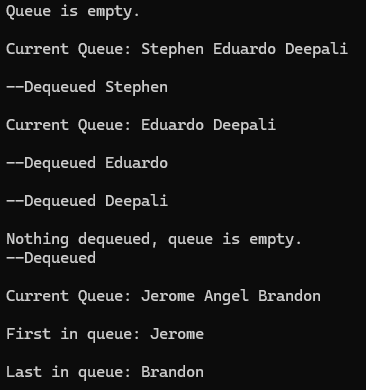 Queue is empty.
Current Queue: Stephen Eduardo Deepali
--Dequeued Stephen
Current Queue: Eduardo Deepali
--Dequeued Eduardo
--Dequeued Deepali
Nothing dequeued, queue is empty.
--Dequeued
Current Queue: Jerome Angel Brandon
First in queue: Jerome
Last in queue: Brandon